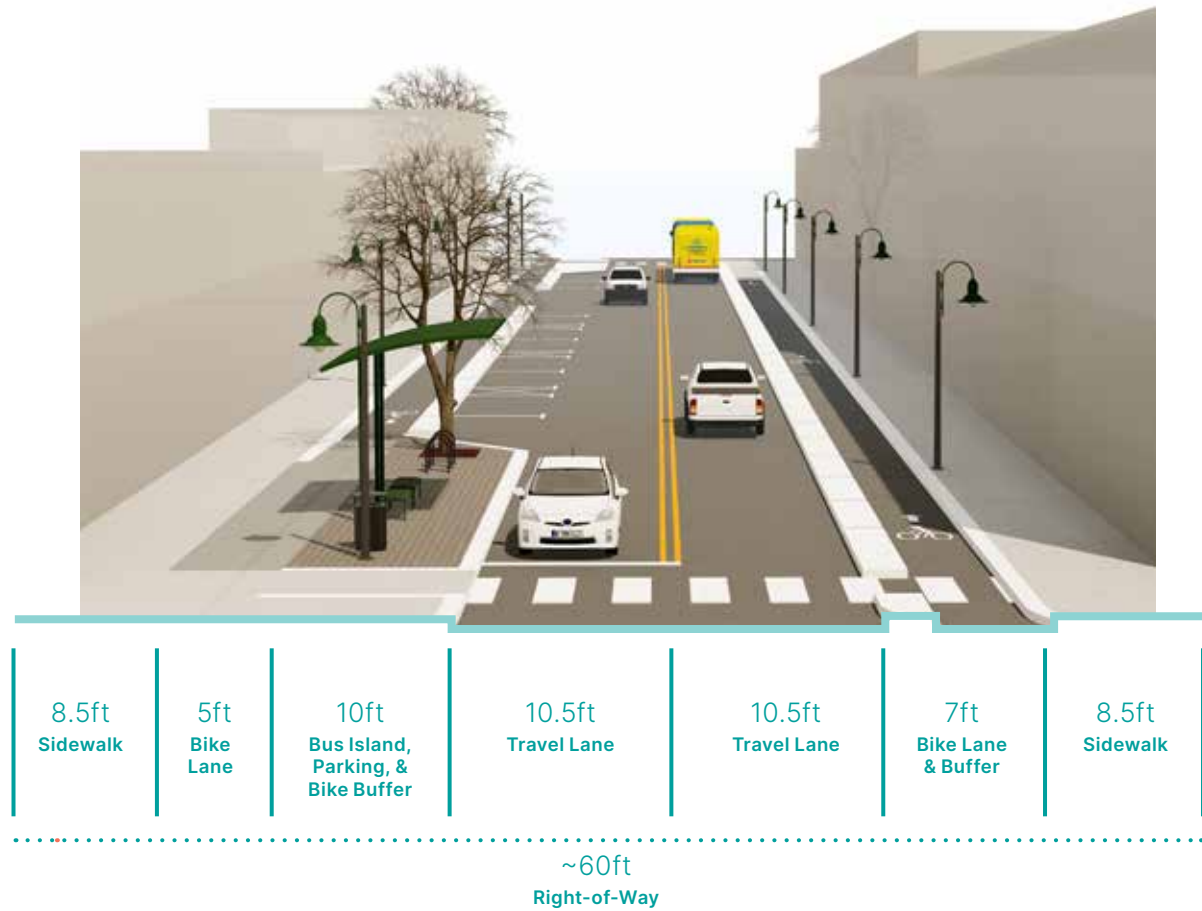 8.5ft
Sidewalk
5ft
Bike
Lane
10ft
Bus Island,
Parking, &
Bike Buffer
10.5ft
Travel Lane
10.5ft
Travel Lane
7ft
Bike Lane
& Buffer
8.5ft
Sidewalk
~60ft
Right-of-Way